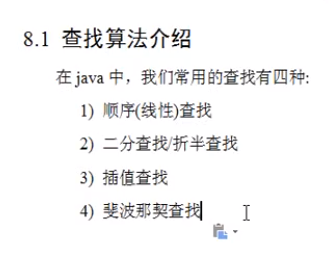 8.1 查找算法介绍
在 java 中，我们常用的查找有四种:
1) 顺序(线性)查找
2) 二分查找/折半查找
3) 插值查找
4) 斐波那契查找